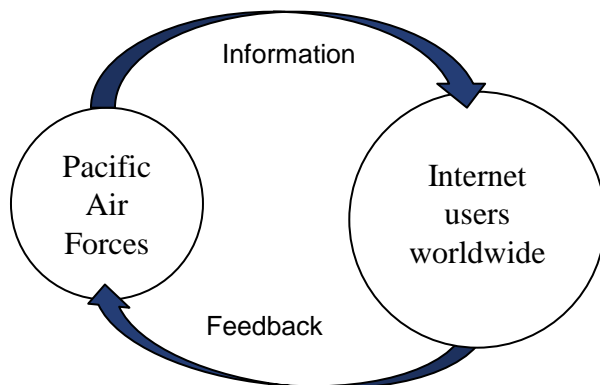 Information
Pacific
Air
Forces
Internet
users
worldwide
Feedback